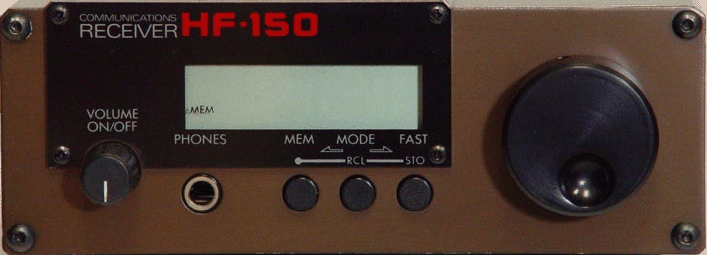 COMMUNICATIONS
RECEIVER HF-150
MEM
VOLUME
ON/OFF
PHONES MEM MODE FAST
RCL STO